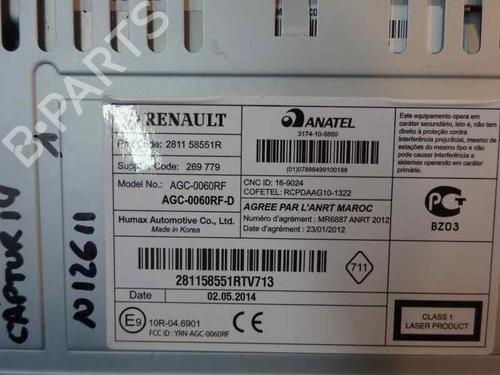 B-PARTS
RENAULT
Part Code: 2811 58551R
Supply Code: 269 779
Model No.: AGC-0060RF
AGC-0060RF-D
Humax Automotive Co., Ltd.
Made in Korea
ANATEL
3174-10-6660
(01)07898499100188
CNC ID: 16-9024
COFETEL: RCPDAAG10-1322
AGREE PAR L'ANRT MAROC
Numéro d'agrément : MR6887 ANRT 2012
Date d'agrément : 23/01/2012
Este equipamento opera em
caráter secundário, isto é, não tem
direito à proteção contra
interferência prejudicial, mesmo de
estações do mesmo tipo e não
pode causar interferência a
sistemas operando em caráter
primário.
BZ03
281158551RTV713
711
Date
02.05.2014
E9
10R-04.6901
FCC ID : YRN-AGC-0060RF
CLASS 1
LASER PRODUCT
CAPTUR 14
N12611